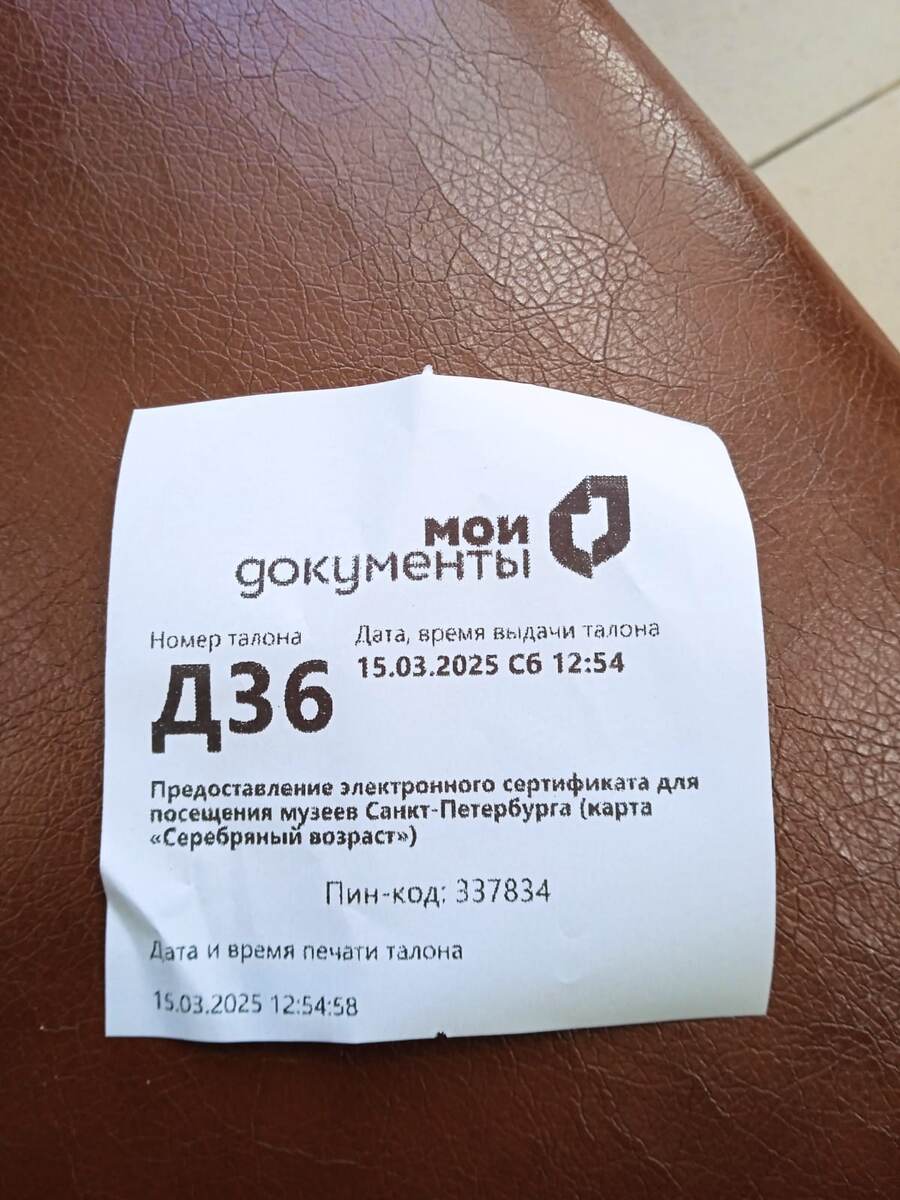 мои
документы
Номер талона
Дата, время выдачи талона
Д36
15.03.2025 Сб 12:54
Предоставление электронного сертификата для
посещения музеев Санкт-Петербурга (карта
«Серебряный возраст»)
Пин-код: 337834
Дата и время печати талона
15.03.2025 12:54:58